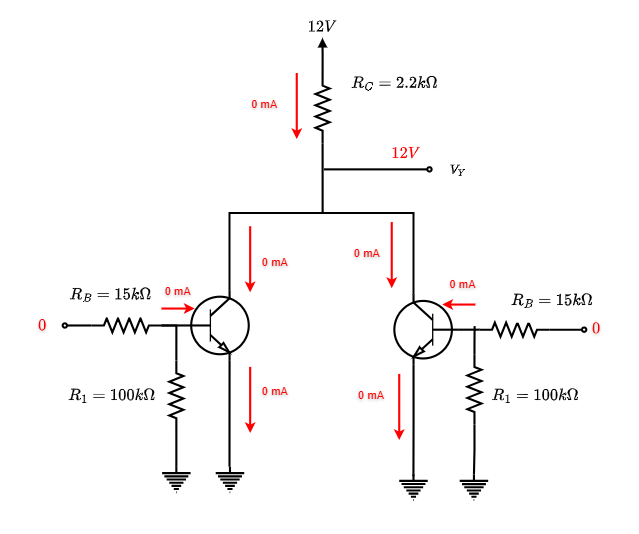 12V
R_C = 2.2kΩ
0 mA
12V
V_Y
0 mA
0 mA
R_B = 15kΩ
0 mA
0 mA
R_B = 15kΩ
0
0
R_1 = 100kΩ
0 mA
0 mA
R_1 = 100kΩ